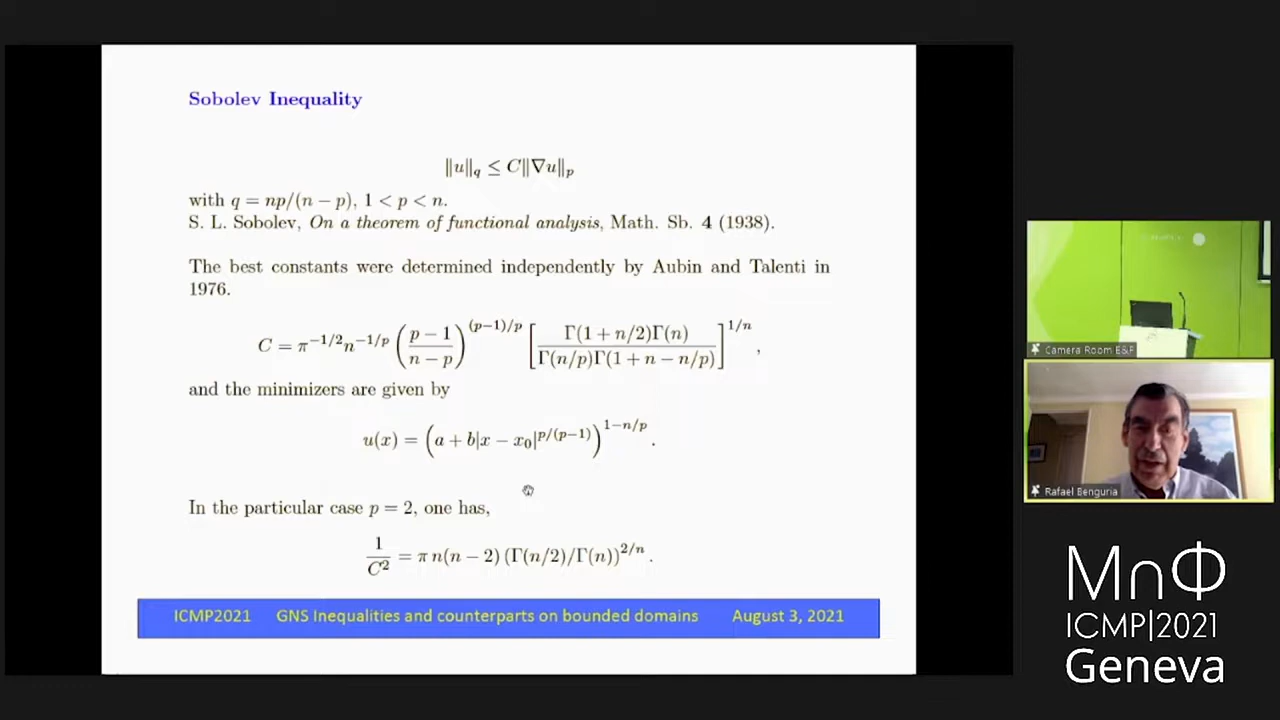 Sobolev Inequality
‖u‖_q ≤ C‖∇u‖_p
with q = np/(n − p), 1 < p < n.
S. L. Sobolev, On a theorem of functional analysis, Math. Sb. 4 (1938).
The best constants were determined independently by Aubin and Talenti in
1976.
C = π^{−1/2} n^{−1/p} ((p − 1)/(n − p))^{(p−1)/p} [Γ(1 + n/2)Γ(n) / Γ(n/p)Γ(1 + n − n/p)]^{1/n} ,
and the minimizers are given by
u(x) = (a + b|x − x_0|^{p/(p−1)})^{1−n/p} .
In the particular case p = 2, one has,
1/C² = π n(n − 2) (Γ(n/2)/Γ(n))^{2/n} .
ICMP2021 GNS Inequalities and counterparts on bounded domains August 3, 2021
Camera Room E&P
Rafael Benguria
MnΦ
ICMP|2021
Geneva